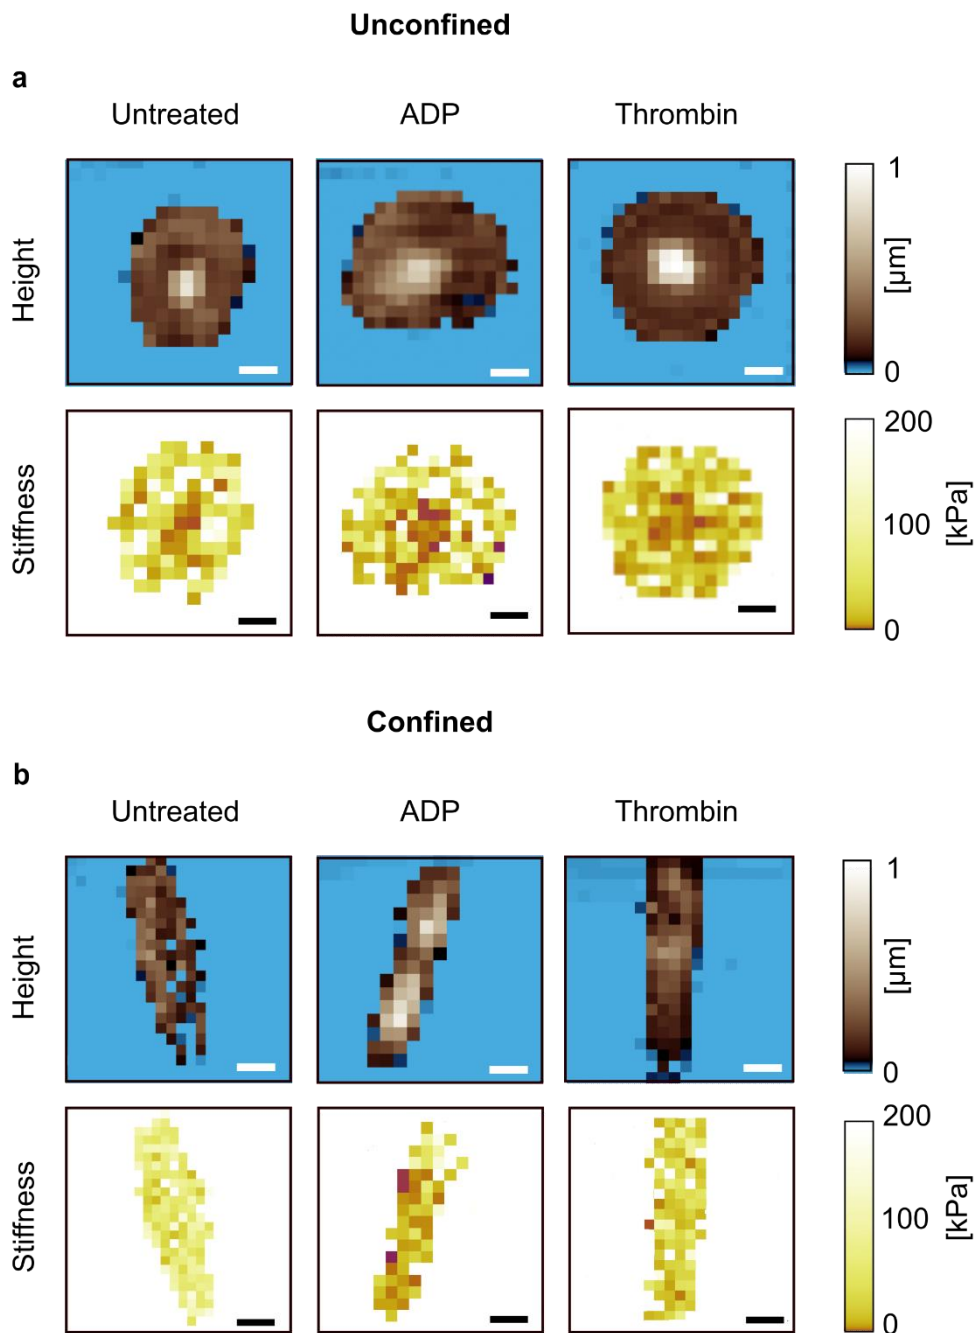 Unconfined
a
Untreated ADP Thrombin
Height
1
[µm]
0
Stiffness
200
100
[kPa]
0
Confined
b
Untreated ADP Thrombin
Height
1
[µm]
0
Stiffness
200
100
[kPa]
0